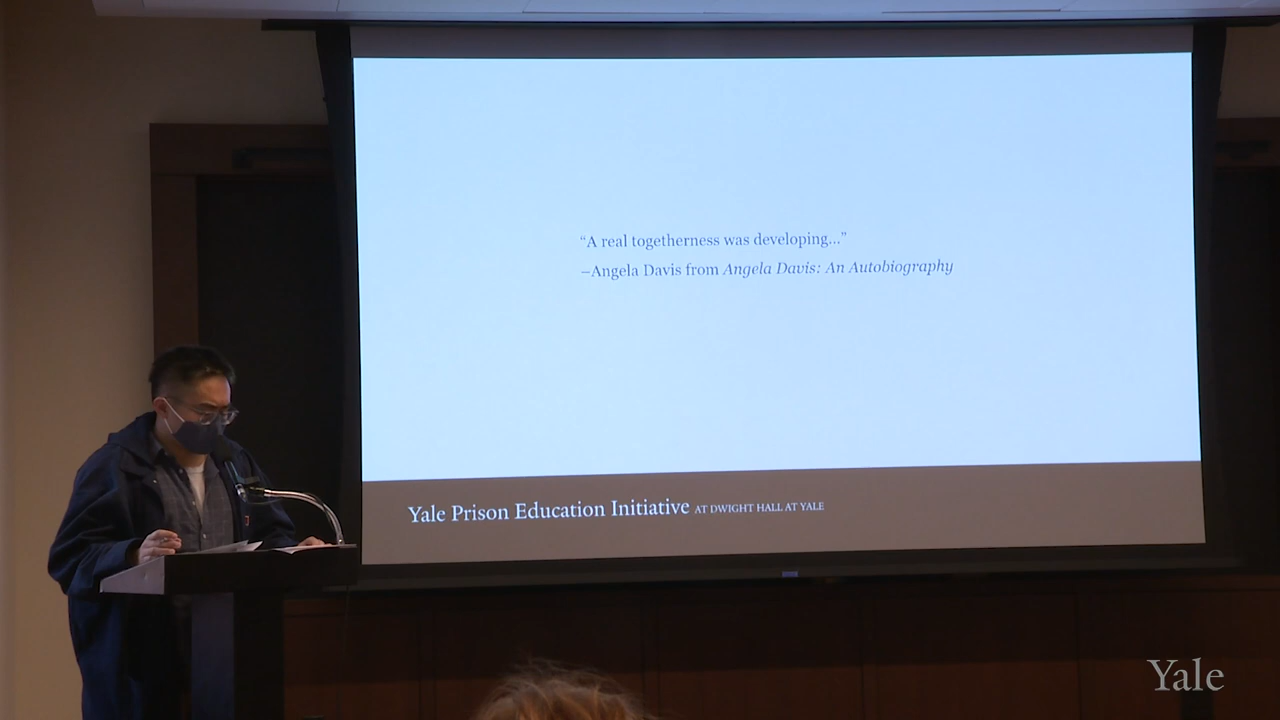 “A real togetherness was developing...”
–Angela Davis from Angela Davis: An Autobiography
Yale Prison Education Initiative AT DWIGHT HALL AT YALE
Yale